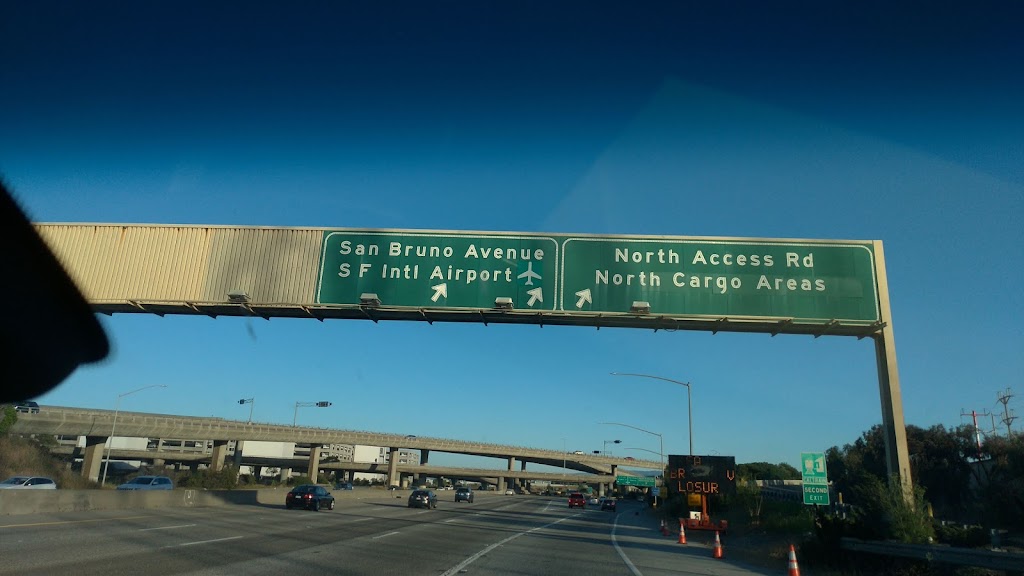 San Bruno Avenue
S F Intl Airport
North Access Rd
North Cargo Areas
LOSUR
SECOND
EXIT